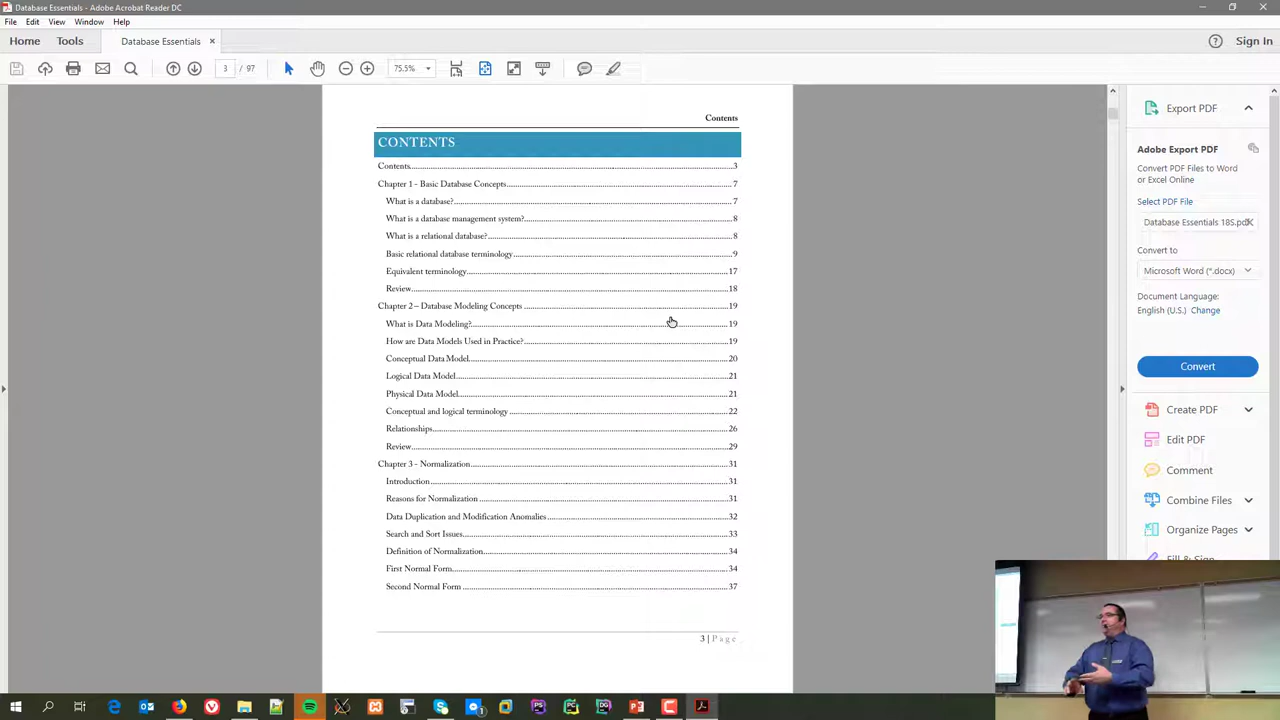 Database Essentials - Adobe Acrobat Reader DC
File Edit View Window Help
Home Tools Database Essentials × Sign In
3 / 97 75.5%
Contents
CONTENTS
Contents 3
Chapter 1 - Basic Database Concepts 7
What is a database? 7
What is a database management system? 8
What is a relational database? 8
Basic relational database terminology 9
Equivalent terminology 17
Review 18
Chapter 2 – Database Modeling Concepts 19
What is Data Modeling? 19
How are Data Models Used in Practice? 19
Conceptual Data Model 20
Logical Data Model 21
Physical Data Model 21
Conceptual and logical terminology 22
Relationships 26
Review 29
Chapter 3 - Normalization 31
Introduction 31
Reasons for Normalization 31
Data Duplication and Modification Anomalies 32
Search and Sort Issues 33
Definition of Normalization 34
First Normal Form 34
Second Normal Form 37
3 | Page
Export PDF
Adobe Export PDF
Convert PDF Files to Word
or Excel Online
Select PDF File
Database Essentials 18S.pdf
Convert to
Microsoft Word (*.docx)
Document Language:
English (U.S.) Change
Convert
Create PDF
Edit PDF
Comment
Combine Files
Organize Pages
Fill & Sign